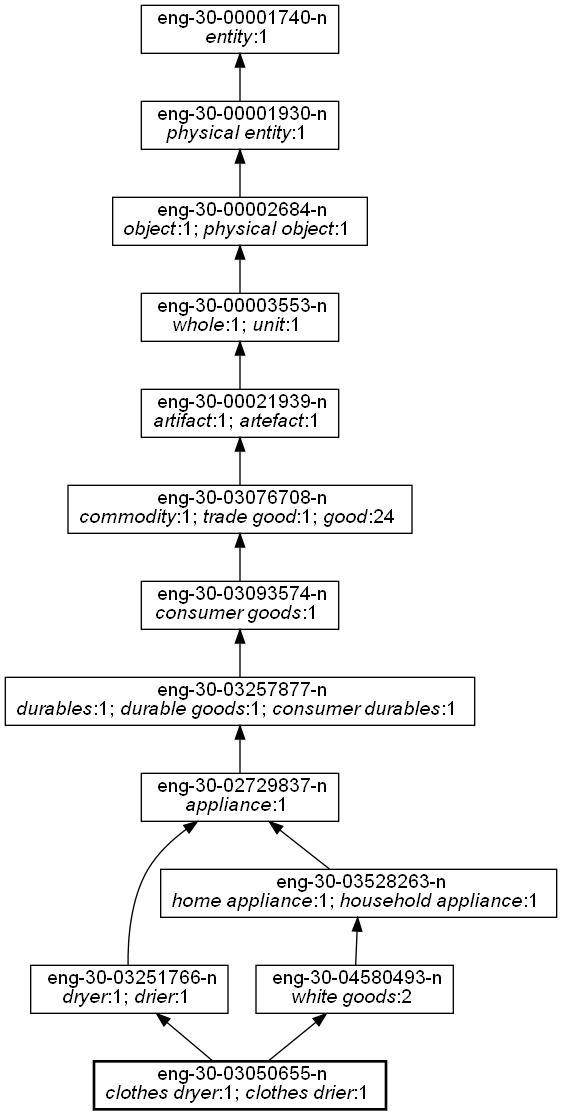 eng-30-00001740-n
entity:1
eng-30-00001930-n
physical entity:1
eng-30-00002684-n
object:1; physical object:1
eng-30-00003553-n
whole:1; unit:1
eng-30-00021939-n
artifact:1; artefact:1
eng-30-03076708-n
commodity:1; trade good:1; good:24
eng-30-03093574-n
consumer goods:1
eng-30-03257877-n
durables:1; durable goods:1; consumer durables:1
eng-30-02729837-n
appliance:1
eng-30-03528263-n
home appliance:1; household appliance:1
eng-30-03251766-n
dryer:1; drier:1
eng-30-04580493-n
white goods:2
eng-30-03050655-n
clothes dryer:1; clothes drier:1